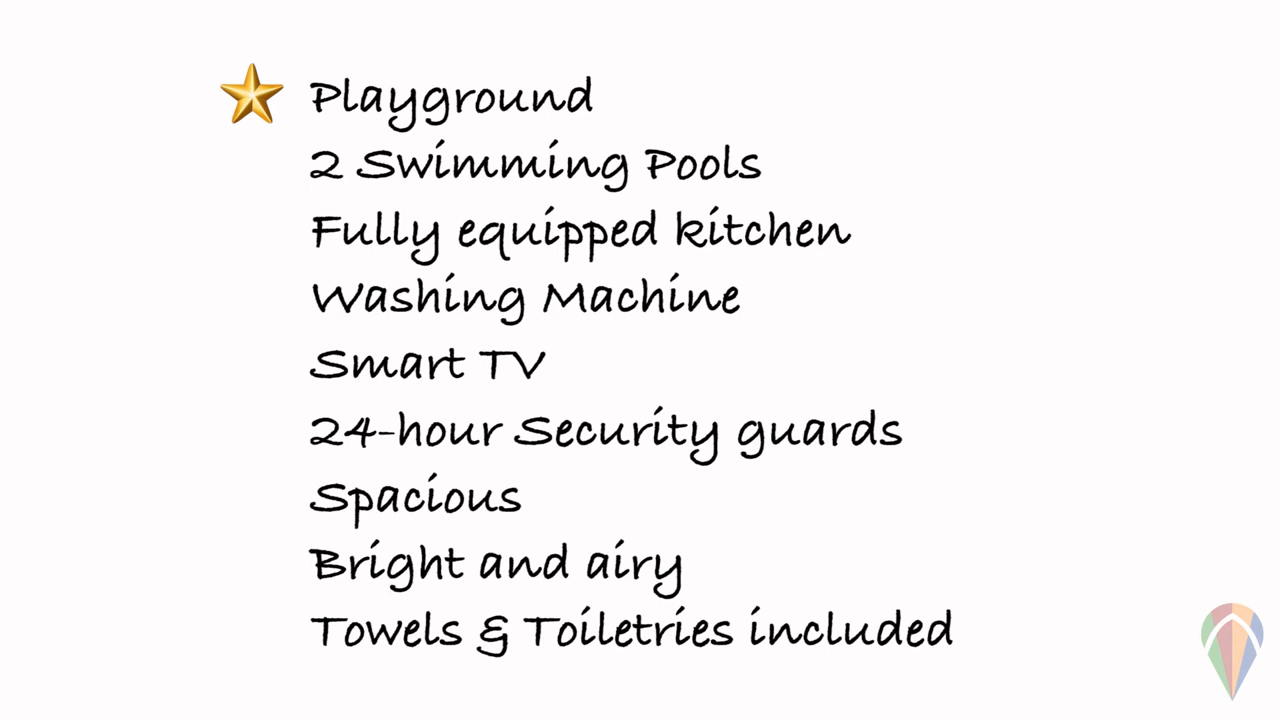 Playground
2 Swimming Pools
Fully equipped kitchen
Washing Machine
Smart TV
24-hour Security guards
Spacious
Bright and airy
Towels & Toiletries included